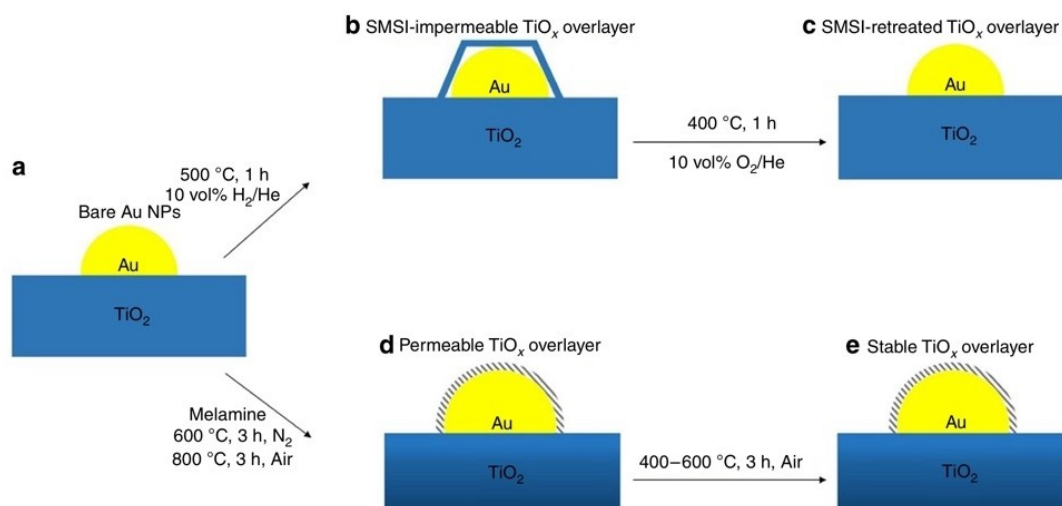 a
Bare Au NPs
Au
TiO₂
500 °C, 1 h
10 vol% H₂/He
b SMSI-impermeable TiOₓ overlayer
Au
TiO₂
400 °C, 1 h
10 vol% O₂/He
c SMSI-retreated TiOₓ overlayer
Au
TiO₂
Melamine
600 °C, 3 h, N₂
800 °C, 3 h, Air
d Permeable TiOₓ overlayer
Au
TiO₂
400–600 °C, 3 h, Air
e Stable TiOₓ overlayer
Au
TiO₂